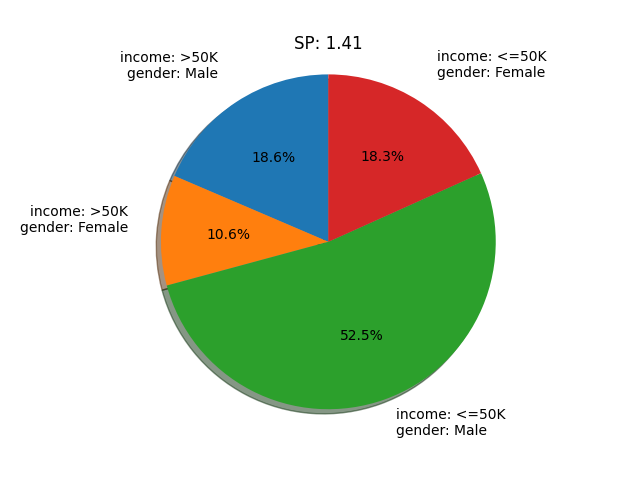 SP: 1.41
income: >50K
gender: Male
income: <=50K
gender: Female
18.6%
18.3%
income: >50K
gender: Female
10.6%
52.5%
income: <=50K
gender: Male